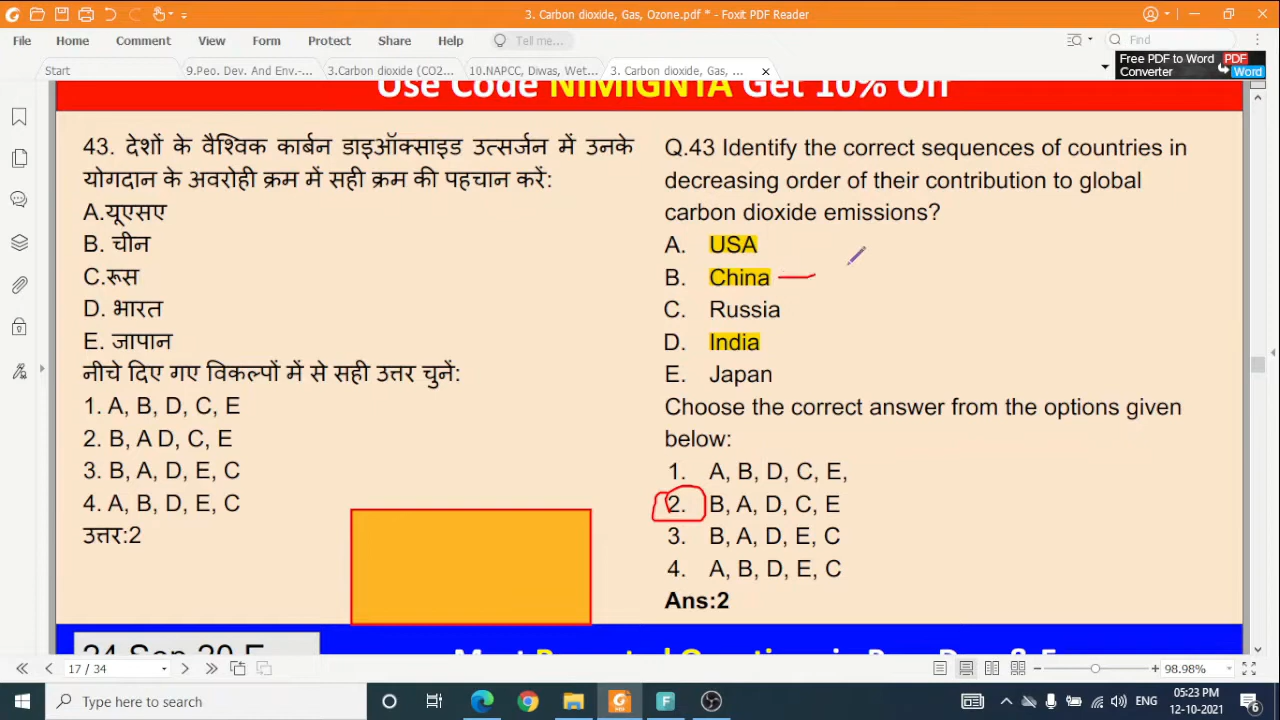 3. Carbon dioxide, Gas, Ozone.pdf * - Foxit PDF Reader
File Home Comment View Form Protect Share Help Tell me... Find
Start 9.Peo. Dev. And Env.-... 3.Carbon dioxide (CO2... 10.NAPCC, Diwas, Wet... 3. Carbon dioxide, Gas, ...
Free PDF to Word PDF
Converter Word
Use Code NIMIGNTA Get 10% Off
43. देशों के वैश्विक कार्बन डाइऑक्साइड उत्सर्जन में उनके
योगदान के अवरोही क्रम में सही क्रम की पहचान करें:
A.यूएसए
B. चीन
C.रूस
D. भारत
E. जापान
नीचे दिए गए विकल्पों में से सही उत्तर चुनें:
1. A, B, D, C, E
2. B, A D, C, E
3. B, A, D, E, C
4. A, B, D, E, C
उत्तर:2
Q.43 Identify the correct sequences of countries in
decreasing order of their contribution to global
carbon dioxide emissions?
A. USA
B. China
C. Russia
D. India
E. Japan
Choose the correct answer from the options given
below:
1. A, B, D, C, E,
2. B, A, D, C, E
3. B, A, D, E, C
4. A, B, D, E, C
Ans:2
17 / 34
98.98%
Type here to search
ENG
05:23 PM
12-10-2021
6